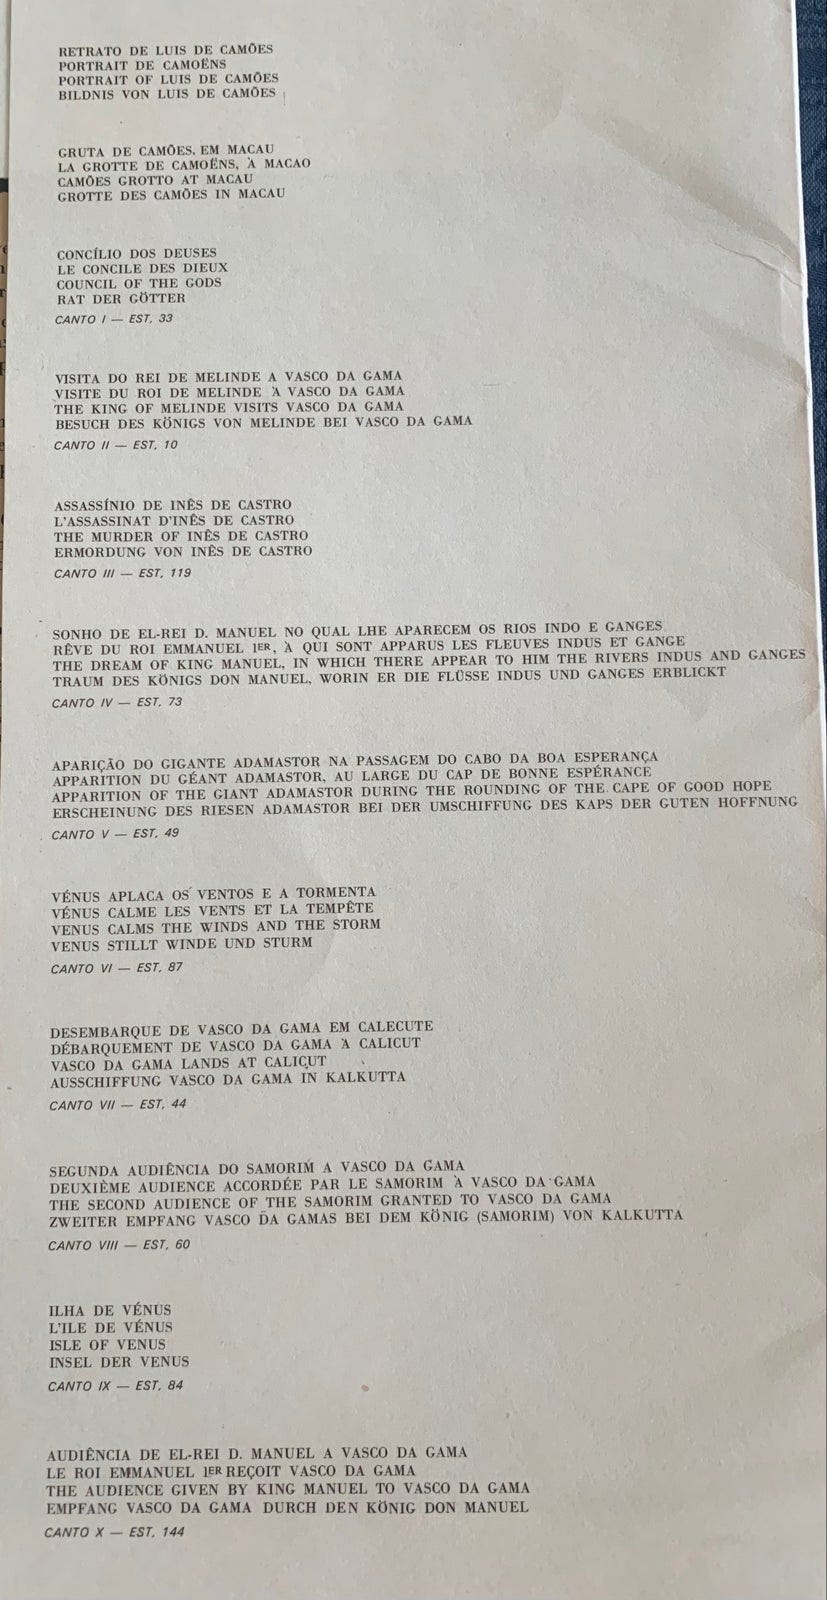 RETRATO DE LUIS DE CAMÕES
PORTRAIT DE CAMOËNS
PORTRAIT OF LUIS DE CAMÕES
BILDNIS VON LUIS DE CAMÕES
GRUTA DE CAMÕES, EM MACAU
LA GROTTE DE CAMOËNS, À MACAO
CAMÕES GROTTO AT MACAU
GROTTE DES CAMÕES IN MACAU
CONCÍLIO DOS DEUSES
LE CONCILE DES DIEUX
COUNCIL OF THE GODS
RAT DER GÖTTER
CANTO I — EST. 33
VISITA DO REI DE MELINDE A VASCO DA GAMA
VISITE DU ROI DE MELINDE À VASCO DA GAMA
THE KING OF MELINDE VISITS VASCO DA GAMA
BESUCH DES KÖNIGS VON MELINDE BEI VASCO DA GAMA
CANTO II — EST. 10
ASSASSÍNIO DE INÊS DE CASTRO
L'ASSASSINAT D'INÊS DE CASTRO
THE MURDER OF INÊS DE CASTRO
ERMORDUNG VON INÊS DE CASTRO
CANTO III — EST. 119
SONHO DE EL-REI D. MANUEL NO QUAL LHE APARECEM OS RIOS INDO E GANGES
RÊVE DU ROI EMMANUEL 1ER, À QUI SONT APPARUS LES FLEUVES INDUS ET GANGE
THE DREAM OF KING MANUEL, IN WHICH THERE APPEAR TO HIM THE RIVERS INDUS AND GANGES
TRAUM DES KÖNIGS DON MANUEL, WORIN ER DIE FLÜSSE INDUS UND GANGES ERBLICKT
CANTO IV — EST. 73
APARIÇÃO DO GIGANTE ADAMASTOR NA PASSAGEM DO CABO DA BOA ESPERANÇA
APPARITION DU GÉANT ADAMASTOR, AU LARGE DU CAP DE BONNE ESPÉRANCE
APPARITION OF THE GIANT ADAMASTOR DURING THE ROUNDING OF THE CAPE OF GOOD HOPE
ERSCHEINUNG DES RIESEN ADAMASTOR BEI DER UMSCHIFFUNG DES KAPS DER GUTEN HOFFNUNG
CANTO V — EST. 49
VÉNUS APLACA OS VENTOS E A TORMENTA
VÉNUS CALME LES VENTS ET LA TEMPÊTE
VENUS CALMS THE WINDS AND THE STORM
VENUS STILLT WINDE UND STURM
CANTO VI — EST. 87
DESEMBARQUE DE VASCO DA GAMA EM CALECUTE
DÉBARQUEMENT DE VASCO DA GAMA À CALICUT
VASCO DA GAMA LANDS AT CALICUT
AUSSCHIFFUNG VASCO DA GAMA IN KALKUTTA
CANTO VII — EST. 44
SEGUNDA AUDIÊNCIA DO SAMORIM A VASCO DA GAMA
DEUXIÈME AUDIENCE ACCORDÉE PAR LE SAMORIM À VASCO DA GAMA
THE SECOND AUDIENCE OF THE SAMORIM GRANTED TO VASCO DA GAMA
ZWEITER EMPFANG VASCO DA GAMAS BEI DEM KÖNIG (SAMORIM) VON KALKUTTA
CANTO VIII — EST. 60
ILHA DE VÉNUS
L'ILE DE VÉNUS
ISLE OF VENUS
INSEL DER VENUS
CANTO IX — EST. 84
AUDIÊNCIA DE EL-REI D. MANUEL A VASCO DA GAMA
LE ROI EMMANUEL 1ER REÇOIT VASCO DA GAMA
THE AUDIENCE GIVEN BY KING MANUEL TO VASCO DA GAMA
EMPFANG VASCO DA GAMA DURCH DEN KÖNIG DON MANUEL
CANTO X — EST. 144